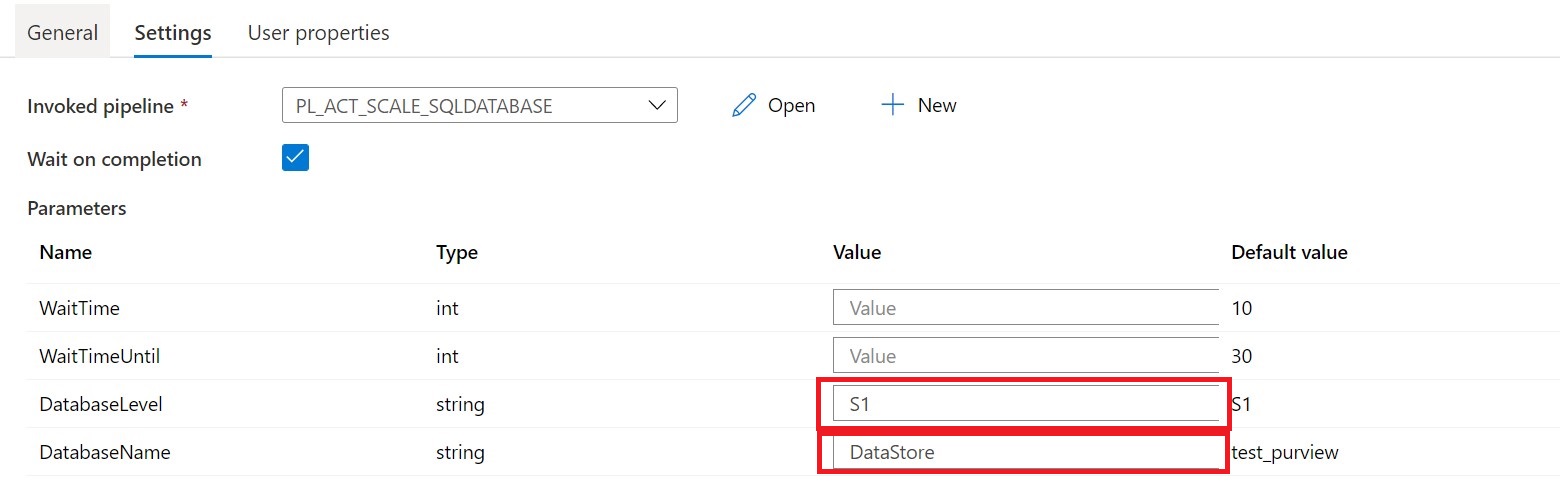 General Settings User properties
Invoked pipeline * PL_ACT_SCALE_SQLDATABASE Open New
Wait on completion
Parameters
Name Type Value Default value
WaitTime int Value 10
WaitTimeUntil int Value 30
DatabaseLevel string S1 S1
DatabaseName string DataStore test_purview